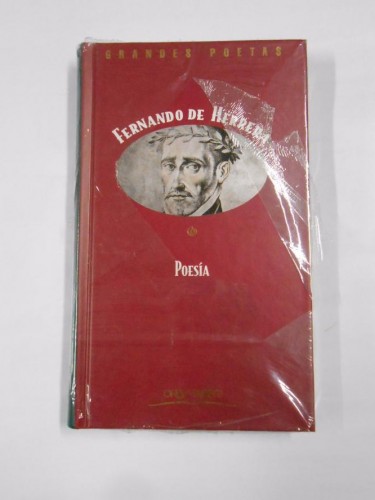 GRANDES POETAS
FERNANDO DE HERRERA
POESÍA